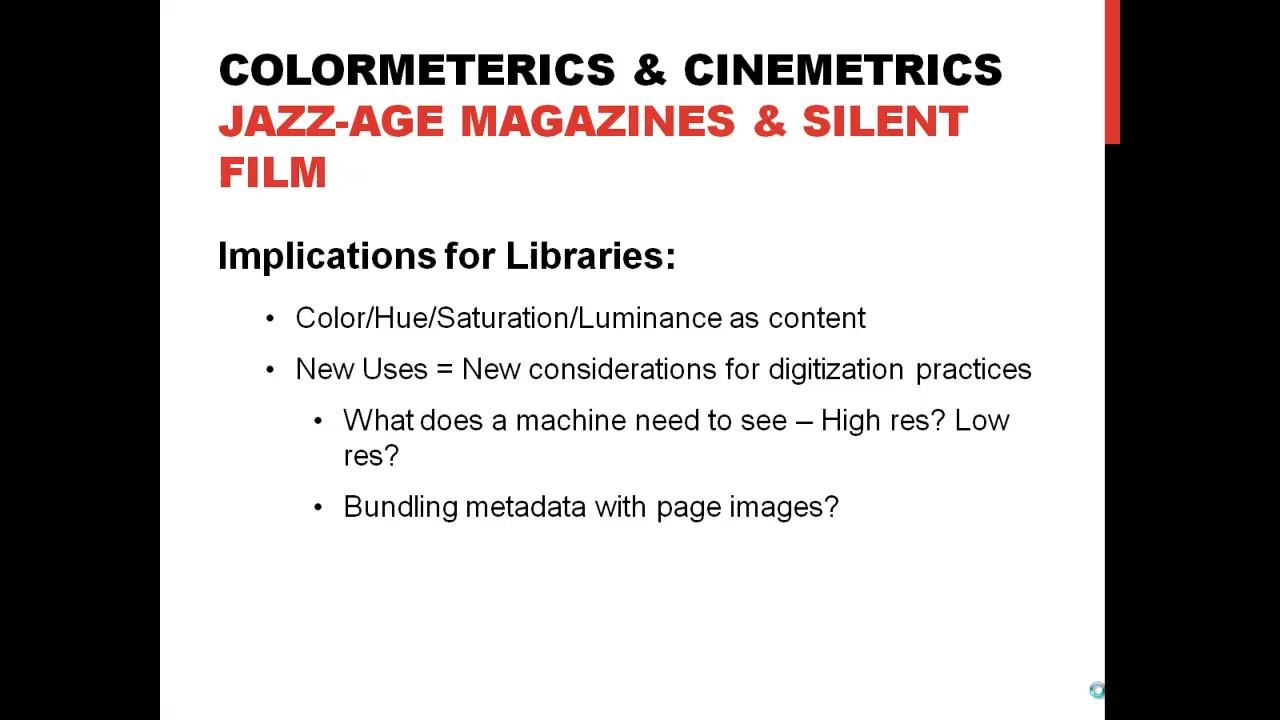 COLORMETERICS & CINEMETRICS
JAZZ-AGE MAGAZINES & SILENT
FILM
Implications for Libraries:
• Color/Hue/Saturation/Luminance as content
• New Uses = New considerations for digitization practices
• What does a machine need to see – High res? Low
res?
• Bundling metadata with page images?